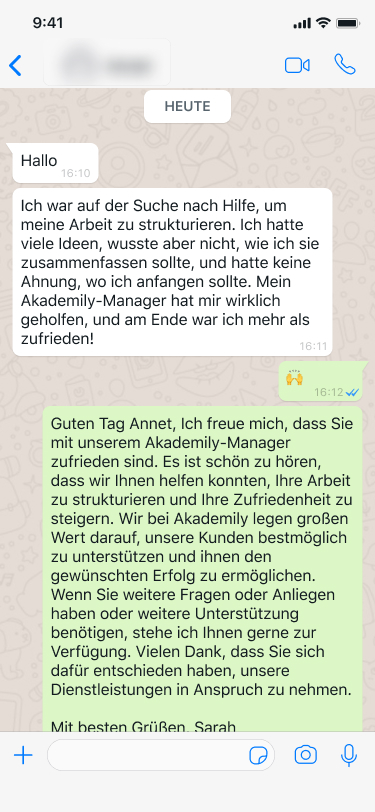 9:41
HEUTE
Hallo
16:10
Ich war auf der Suche nach Hilfe, um
meine Arbeit zu strukturieren. Ich hatte
viele Ideen, wusste aber nicht, wie ich sie
zusammenfassen sollte, und hatte keine
Ahnung, wo ich anfangen sollte. Mein
Akademily-Manager hat mir wirklich
geholfen, und am Ende war ich mehr als
zufrieden!
16:11
16:12
Guten Tag Annet, Ich freue mich, dass Sie
mit unserem Akademily-Manager
zufrieden sind. Es ist schön zu hören,
dass wir Ihnen helfen konnten, Ihre Arbeit
zu strukturieren und Ihre Zufriedenheit zu
steigern. Wir bei Akademily legen großen
Wert darauf, unsere Kunden bestmöglich
zu unterstützen und ihnen den
gewünschten Erfolg zu ermöglichen.
Wenn Sie weitere Fragen oder Anliegen
haben oder weitere Unterstützung
benötigen, stehe ich Ihnen gerne zur
Verfügung. Vielen Dank, dass Sie sich
dafür entschieden haben, unsere
Dienstleistungen in Anspruch zu nehmen.
Mit besten Grüßen, Sarah